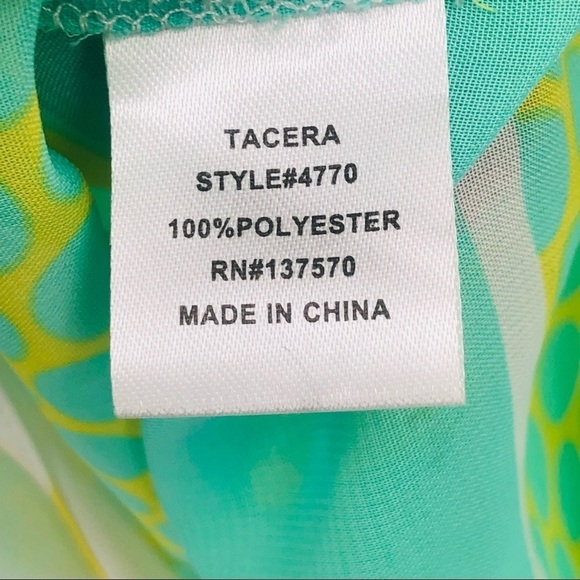 TACERA
STYLE#4770
100%POLYESTER
RN#137570
MADE IN CHINA